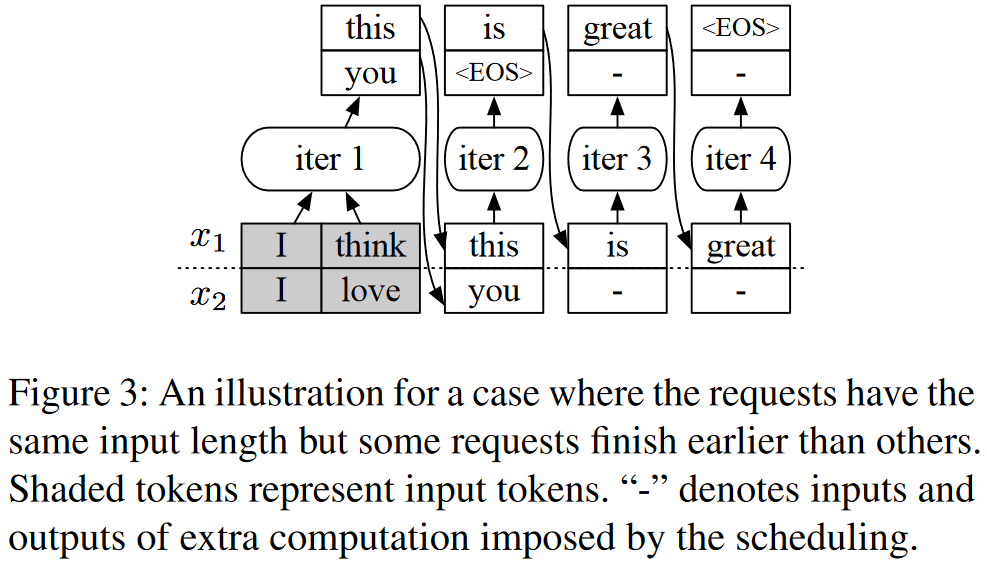 this is great <EOS>
you <EOS> - -
iter 1 iter 2 iter 3 iter 4
x1 I think this is great
x2 I love you - -
Figure 3: An illustration for a case where the requests have the
same input length but some requests finish earlier than others.
Shaded tokens represent input tokens. “-” denotes inputs and
outputs of extra computation imposed by the scheduling.